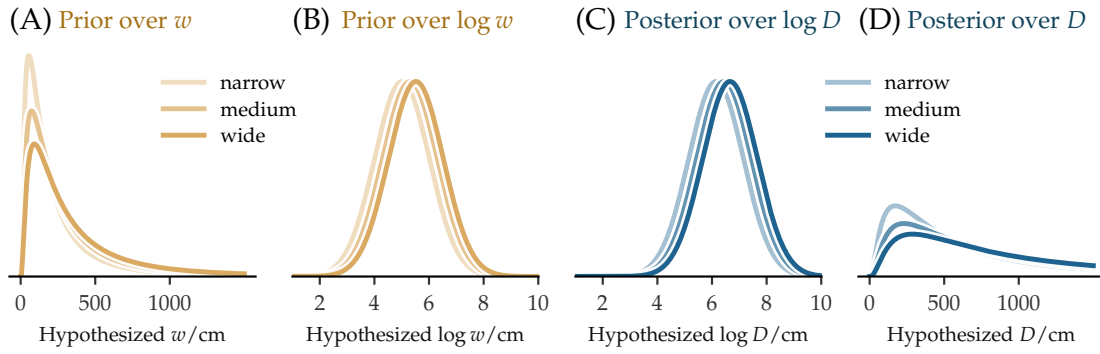 (A) Prior over w
(B) Prior over log w
(C) Posterior over log D
(D) Posterior over D
narrow
medium
wide
narrow
medium
wide
0 500 1000
2 4 6 8 10
2 4 6 8 10
0 500 1000
Hypothesized w/cm
Hypothesized log w/cm
Hypothesized log D/cm
Hypothesized D/cm